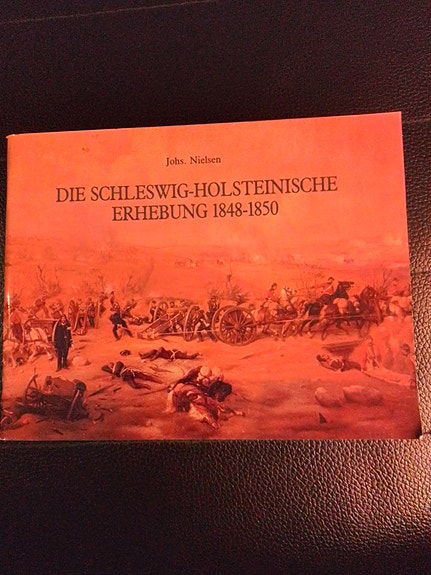 Johs. Nielsen
DIE SCHLESWIG-HOLSTEINISCHE
ERHEBUNG 1848-1850